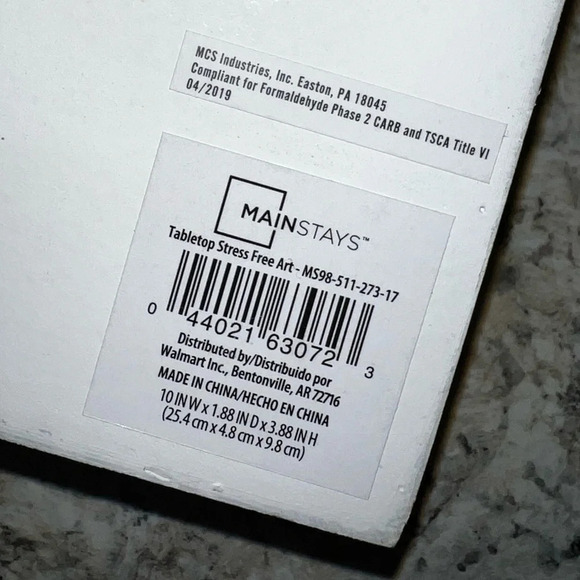 MCS Industries, Inc. Easton, PA 18045
Compliant for Formaldehyde Phase 2 CARB and TSCA Title VI
04/2019
MAINSTAYS™
Tabletop Stress Free Art - MS98-511-273-17
0 44021 63072 3
Distributed by/Distribuido por
Walmart Inc., Bentonville, AR 72716
MADE IN CHINA/HECHO EN CHINA
10 IN W x 1.88 IN D x 3.88 IN H
(25.4 cm x 4.8 cm x 9.8 cm)